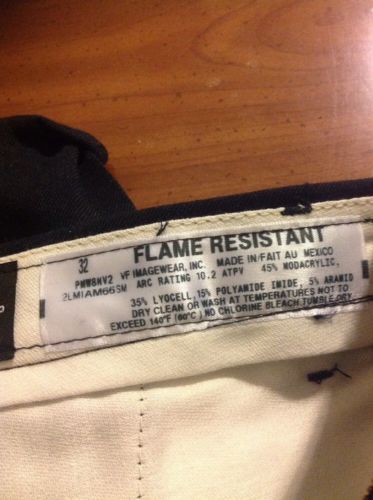 FLAME RESISTANT
32
PMW8NV2 VF IMAGEWEAR, INC. MADE IN/FAIT AU MEXICO
2LM1AM66SM ARC RATING 10.2 ATPV 45% MODACRYLIC,
35% LYOCELL, 15% POLYAMIDE IMIDE, 5% ARAMID
DRY CLEAN OR WASH AT TEMPERATURES NOT TO
EXCEED 140°F (60°C) NO CHLORINE BLEACH TUMBLE DRY